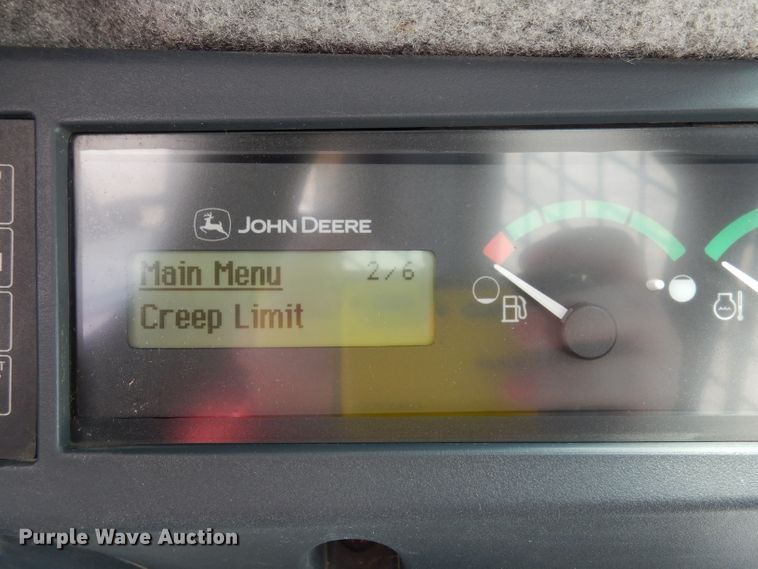 JOHN DEERE
Main Menu 2/6
Creep Limit
Purple Wave Auction